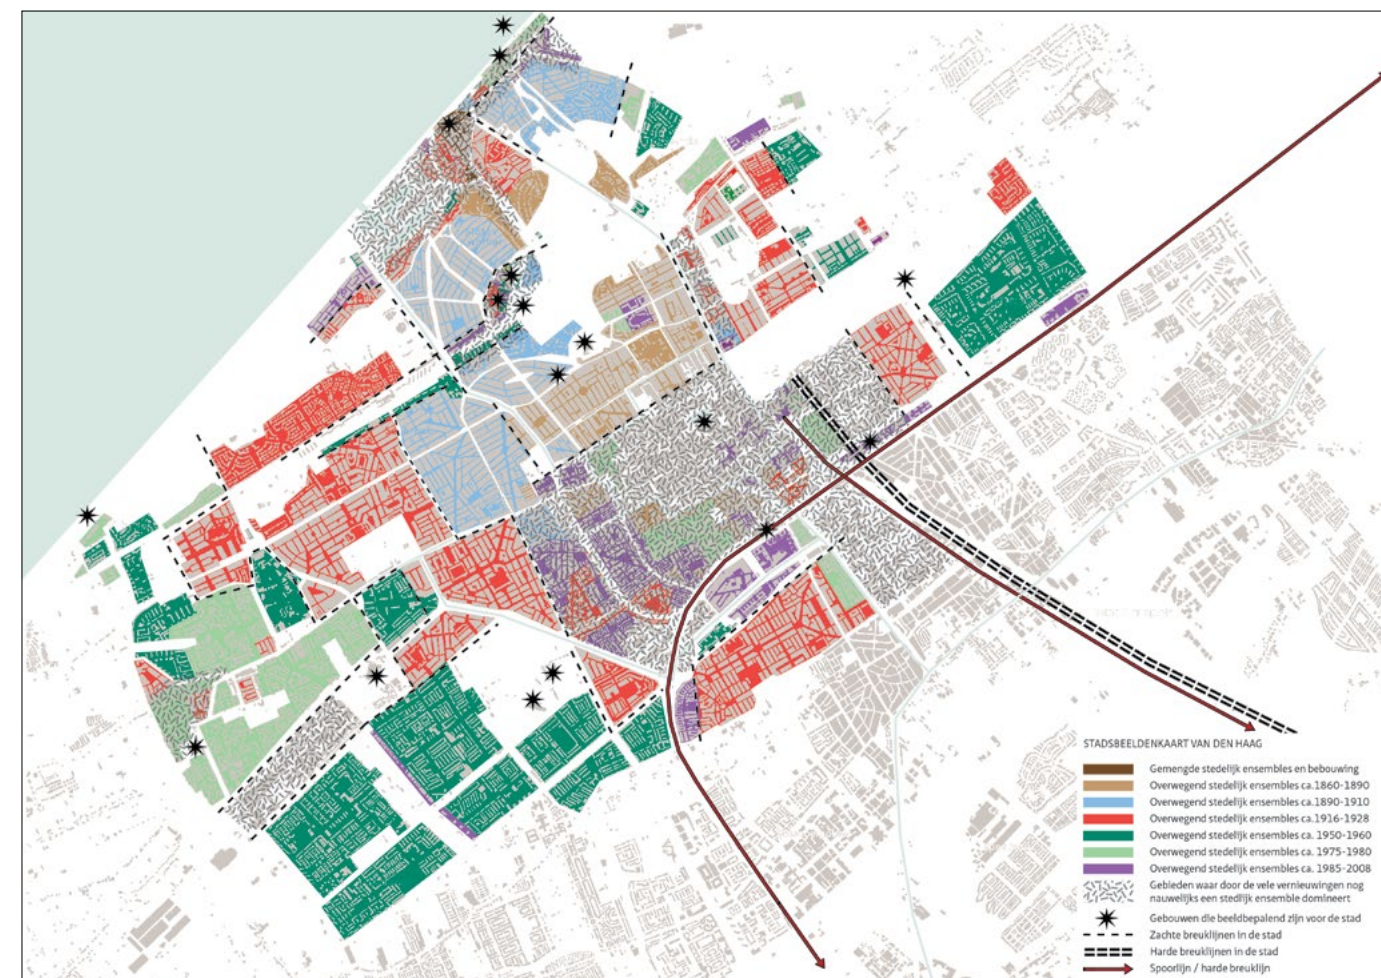 STADSBEELDENKAART VAN DEN HAAG
Gemengde stedelijk ensembles en bebouwing
Overwegend stedelijk ensembles ca.1860-1890
Overwegend stedelijk ensembles ca.1890-1910
Overwegend stedelijk ensembles ca.1916-1928
Overwegend stedelijk ensembles ca. 1950-1960
Overwegend stedelijk ensembles ca. 1975-1980
Overwegend stedelijk ensembles ca. 1985-2008
Gebieden waar door de vele vernieuwingen nog
nauwelijks een stedlijk ensemble domineert
Gebouwen die beeldbepalend zijn voor de stad
Zachte breuklijnen in de stad
Harde breuklijnen in de stad
Spoorlijn / harde breuklijn